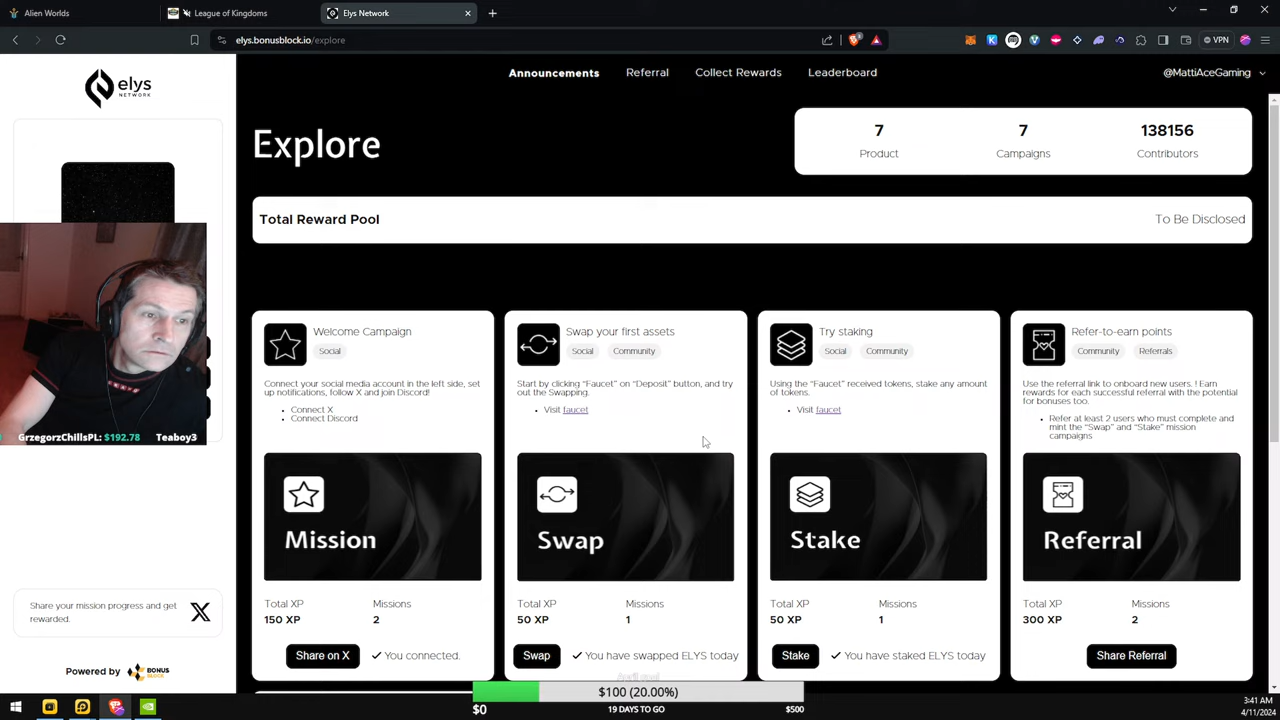 Alien Worlds
League of Kingdoms
Elys Network
elys.bonusblock.io/explore
VPN
elys
NETWORK
Announcements
Referral
Collect Rewards
Leaderboard
@MattiAceGaming
Explore
7
Product
7
Campaigns
138156
Contributors
Total Reward Pool
To Be Disclosed
Welcome Campaign
Social
Connect your social media account in the left side, set
up notifications, follow X and join Discord!
Connect X
Connect Discord
Mission
Total XP
150 XP
Missions
2
Share on X
You connected.
Swap your first assets
Social
Community
Start by clicking “Faucet” on “Deposit” button, and try
out the Swapping.
Visit faucet
Swap
Total XP
50 XP
Missions
1
Swap
You have swapped ELYS today
Try staking
Social
Community
Using the “Faucet” received tokens, stake any amount
of tokens.
Visit faucet
Stake
Total XP
50 XP
Missions
1
Stake
You have staked ELYS today
Refer-to-earn points
Community
Referrals
Use the referral link to onboard new users. ! Earn
rewards for each successful referral with the potential
for bonuses too.
Refer at least 2 users who must complete and
mint the “Swap” and “Stake” mission
campaigns
Referral
Total XP
300 XP
Missions
2
Share Referral
GrzegorzChillsPL: $192.78 Teaboy3
Share your mission progress and get
rewarded.
Powered by BONUS BLOCK
April goal
$100 (20.00%)
$0
19 DAYS TO GO
$500
3:41 AM
4/11/2024